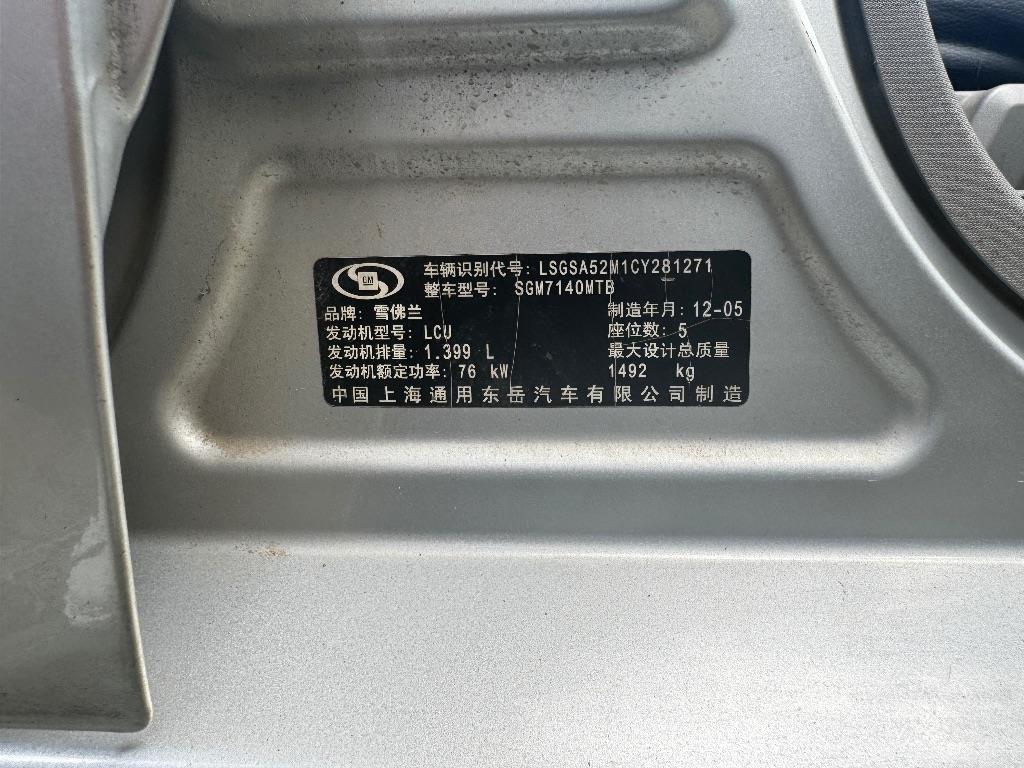 GM
车辆识别代号: LSGSA52M1CY281271
整车型号: SGM7140MTB
品牌: 雪佛兰 制造年月: 12-05
发动机型号: LCU 座位数: 5
发动机排量: 1.399 L 最大设计总质量
发动机额定功率: 76 kW 1492 kg
中国上海通用东岳汽车有限公司制造